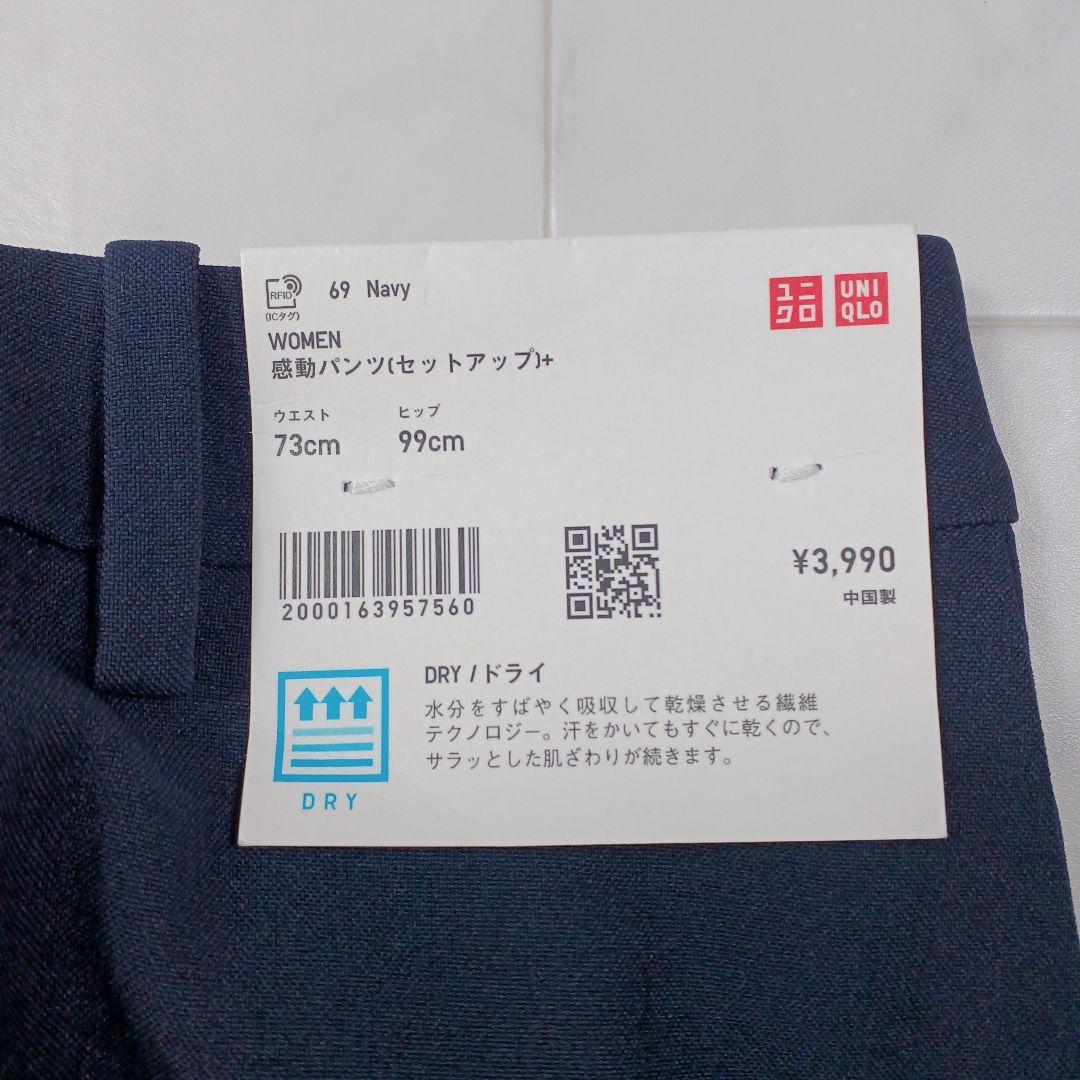 RFID
(ICタグ)
69 Navy
ユニクロ
UNIQLO
WOMEN
感動パンツ(セットアップ)+
ウエスト ヒップ
73cm 99cm
2000163957560
¥3,990
中国製
DRY / ドライ
水分をすばやく吸収して乾燥させる繊維
テクノロジー。汗をかいてもすぐに乾くので、
サラッとした肌ざわりが続きます。
DRY